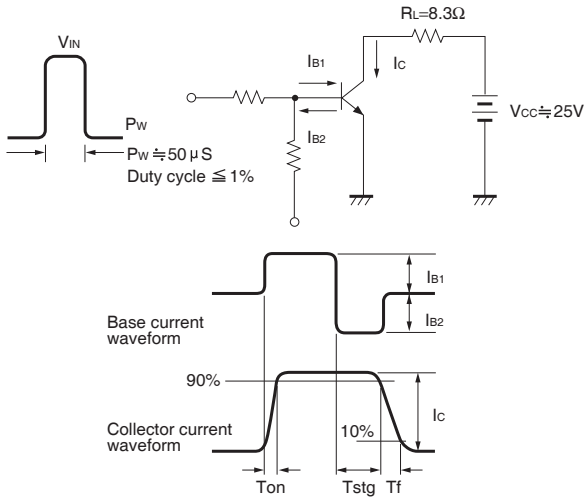 RL=8.3Ω
VIN
IB1
IC
PW
VCC≒25V
IB2
PW≒50μS
Duty cycle ≦1%
IB1
IB2
Base current
waveform
90%
IC
10%
Collector current
waveform
Ton
Tstg
Tf